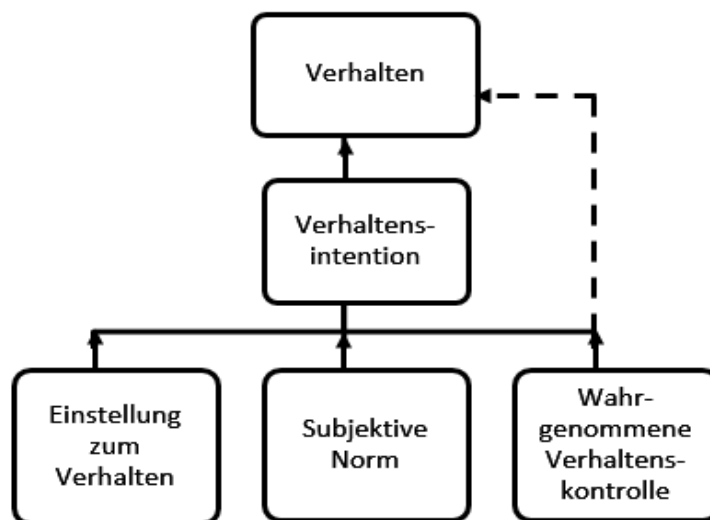 Verhalten
Verhaltens-
intention
Einstellung
zum
Verhalten
Subjektive
Norm
Wahr-
genommene
Verhaltens-
kontrolle